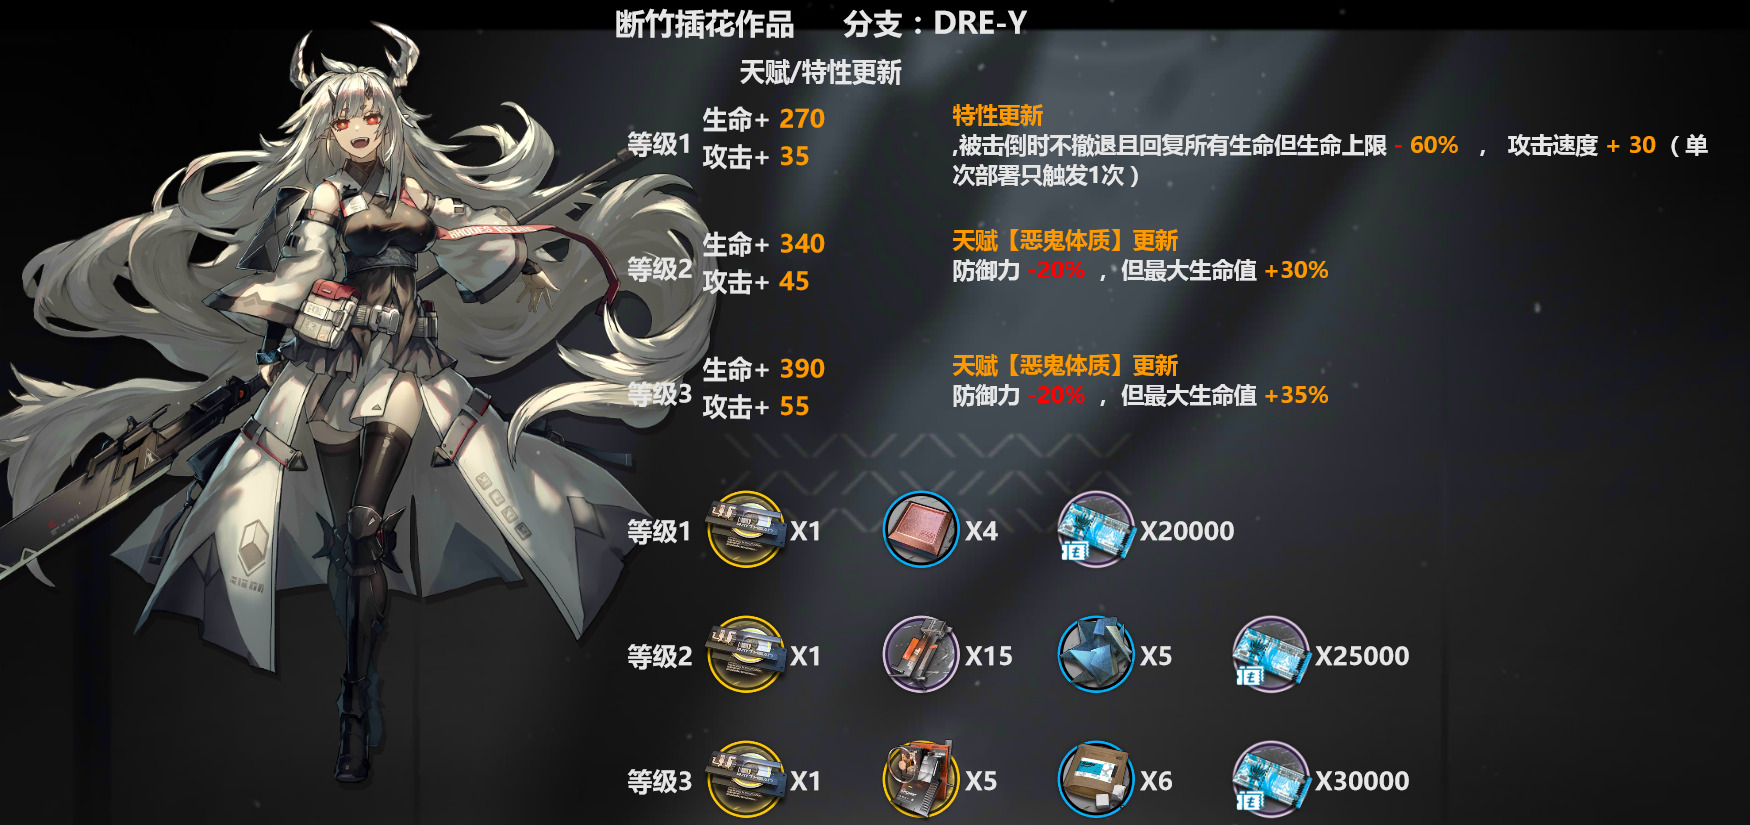 断竹插花作品 分支：DRE-Y
天赋/特性更新
等级1
生命+ 270
攻击+ 35
特性更新
,被击倒时不撤退且回复所有生命但生命上限 - 60% ， 攻击速度 + 30（单
次部署只触发1次）
等级2
生命+ 340
攻击+ 45
天赋【恶鬼体质】更新
防御力 -20% ，但最大生命值 +30%
等级3
生命+ 390
攻击+ 55
天赋【恶鬼体质】更新
防御力 -20% ，但最大生命值 +35%
等级1 X1 X4 X20000
等级2 X1 X15 X5 X25000
等级3 X1 X5 X6 X30000